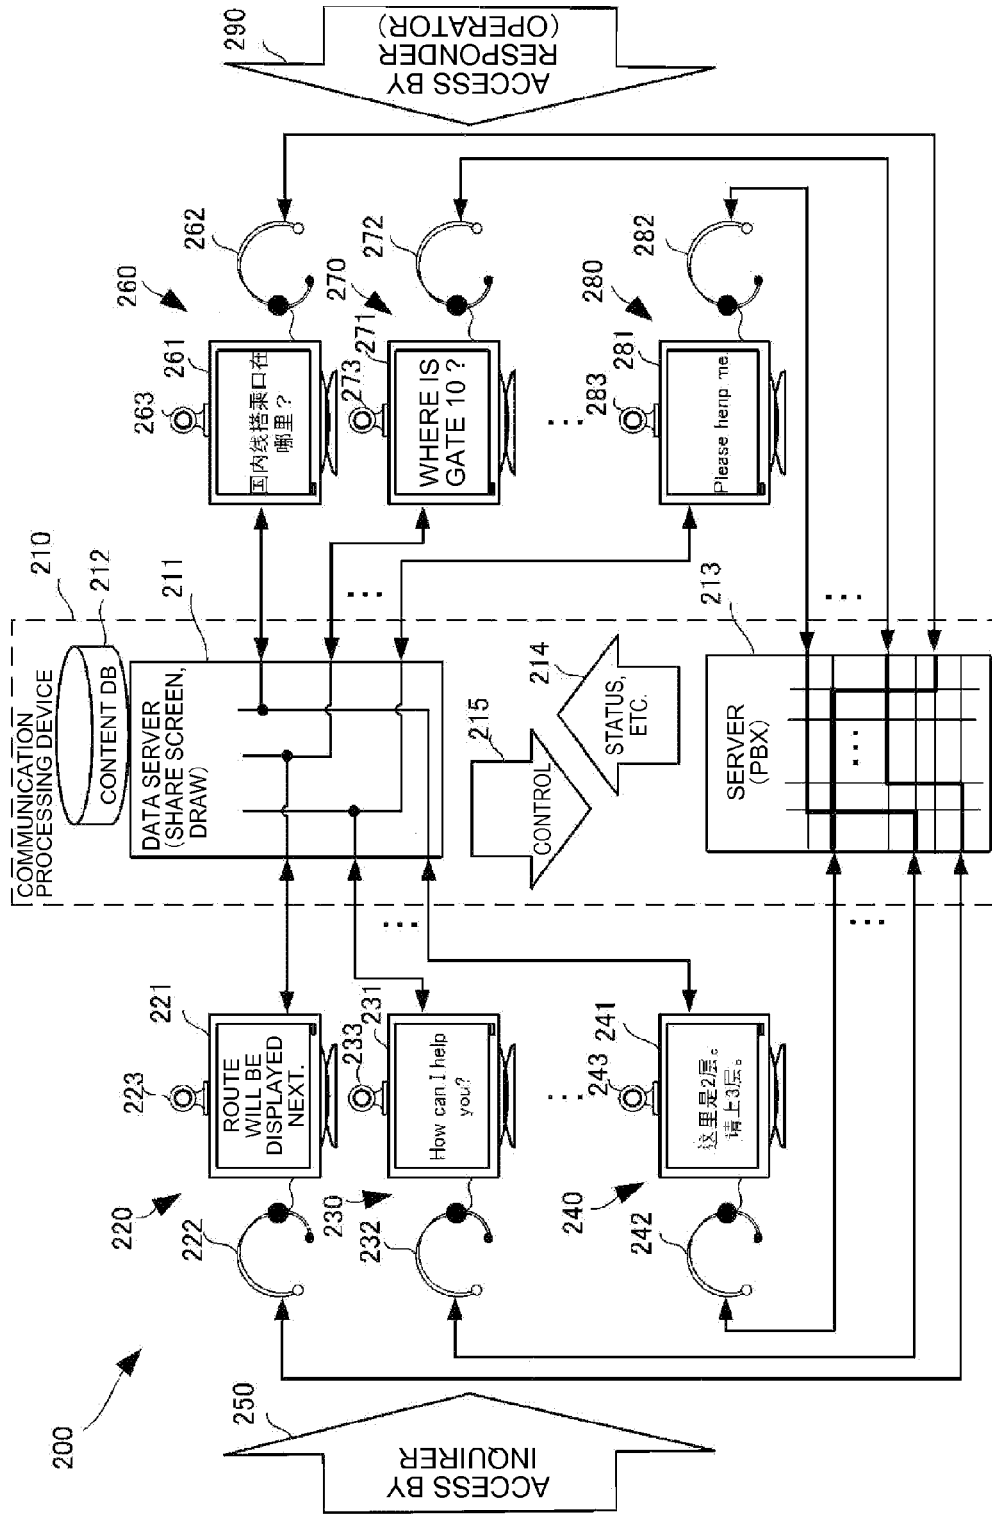 200
COMMUNICATION
PROCESSING DEVICE
210
CONTENT DB
212
DATA SERVER
(SHARE SCREEN,
DRAW)
211
CONTROL
215
STATUS,
ETC.
214
SERVER
(PBX)
213
ACCESS BY
INQUIRER
250
220
221
222
223
ROUTE
WILL BE
DISPLAYED
NEXT.
230
231
232
233
How can I help
you?
...
240
241
242
243
这里是2层。
请上3层。
...
...
260
261
262
263
国内线搭乘口在
哪里？
270
271
272
273
WHERE IS
GATE 10 ?
...
280
281
282
283
Please henp me.
...
...
...
ACCESS BY
RESPONDER
(OPERATOR)
290